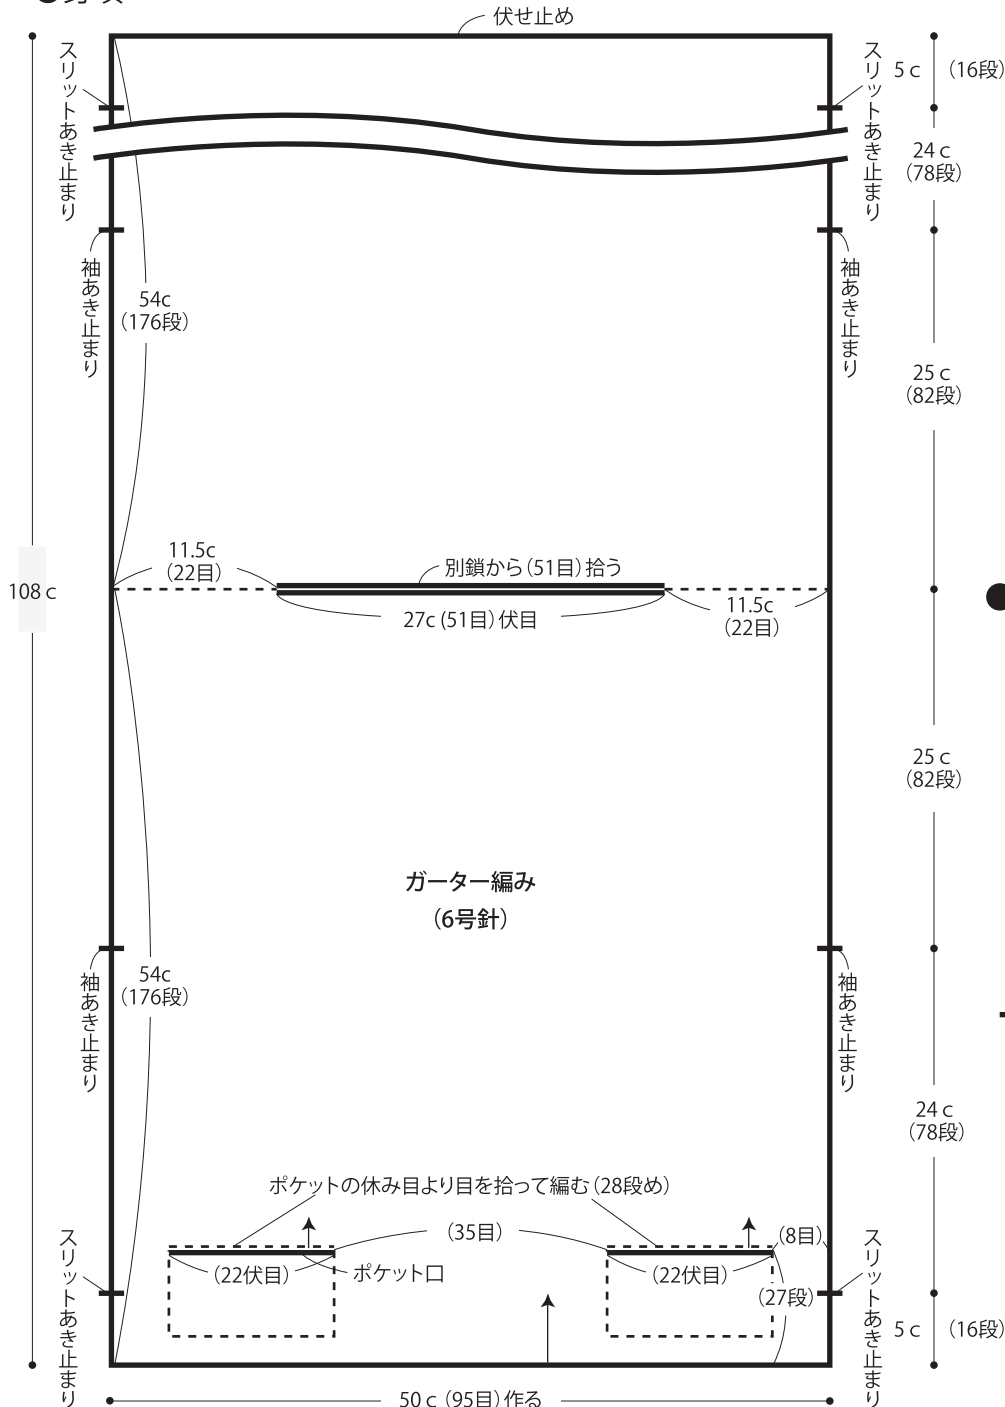 伏せ止め
スリットあき止まり
スリットあき止まり
5c (16段)
24c
(78段)
袖あき止まり
袖あき止まり
54c
(176段)
25c
(82段)
11.5c
(22目)
別鎖から(51目)拾う
108c
27c(51目)伏目
11.5c
(22目)
25c
(82段)
ガーター編み
(6号針)
袖あき止まり
54c
(176段)
袖あき止まり
24c
(78段)
ポケットの休み目より目を拾って編む(28段め)
(35目)
(8目)
スリットあき止まり
(22伏目)
ポケット口
(22伏目)
(27段)
スリットあき止まり
5c (16段)
50c(95目)作る